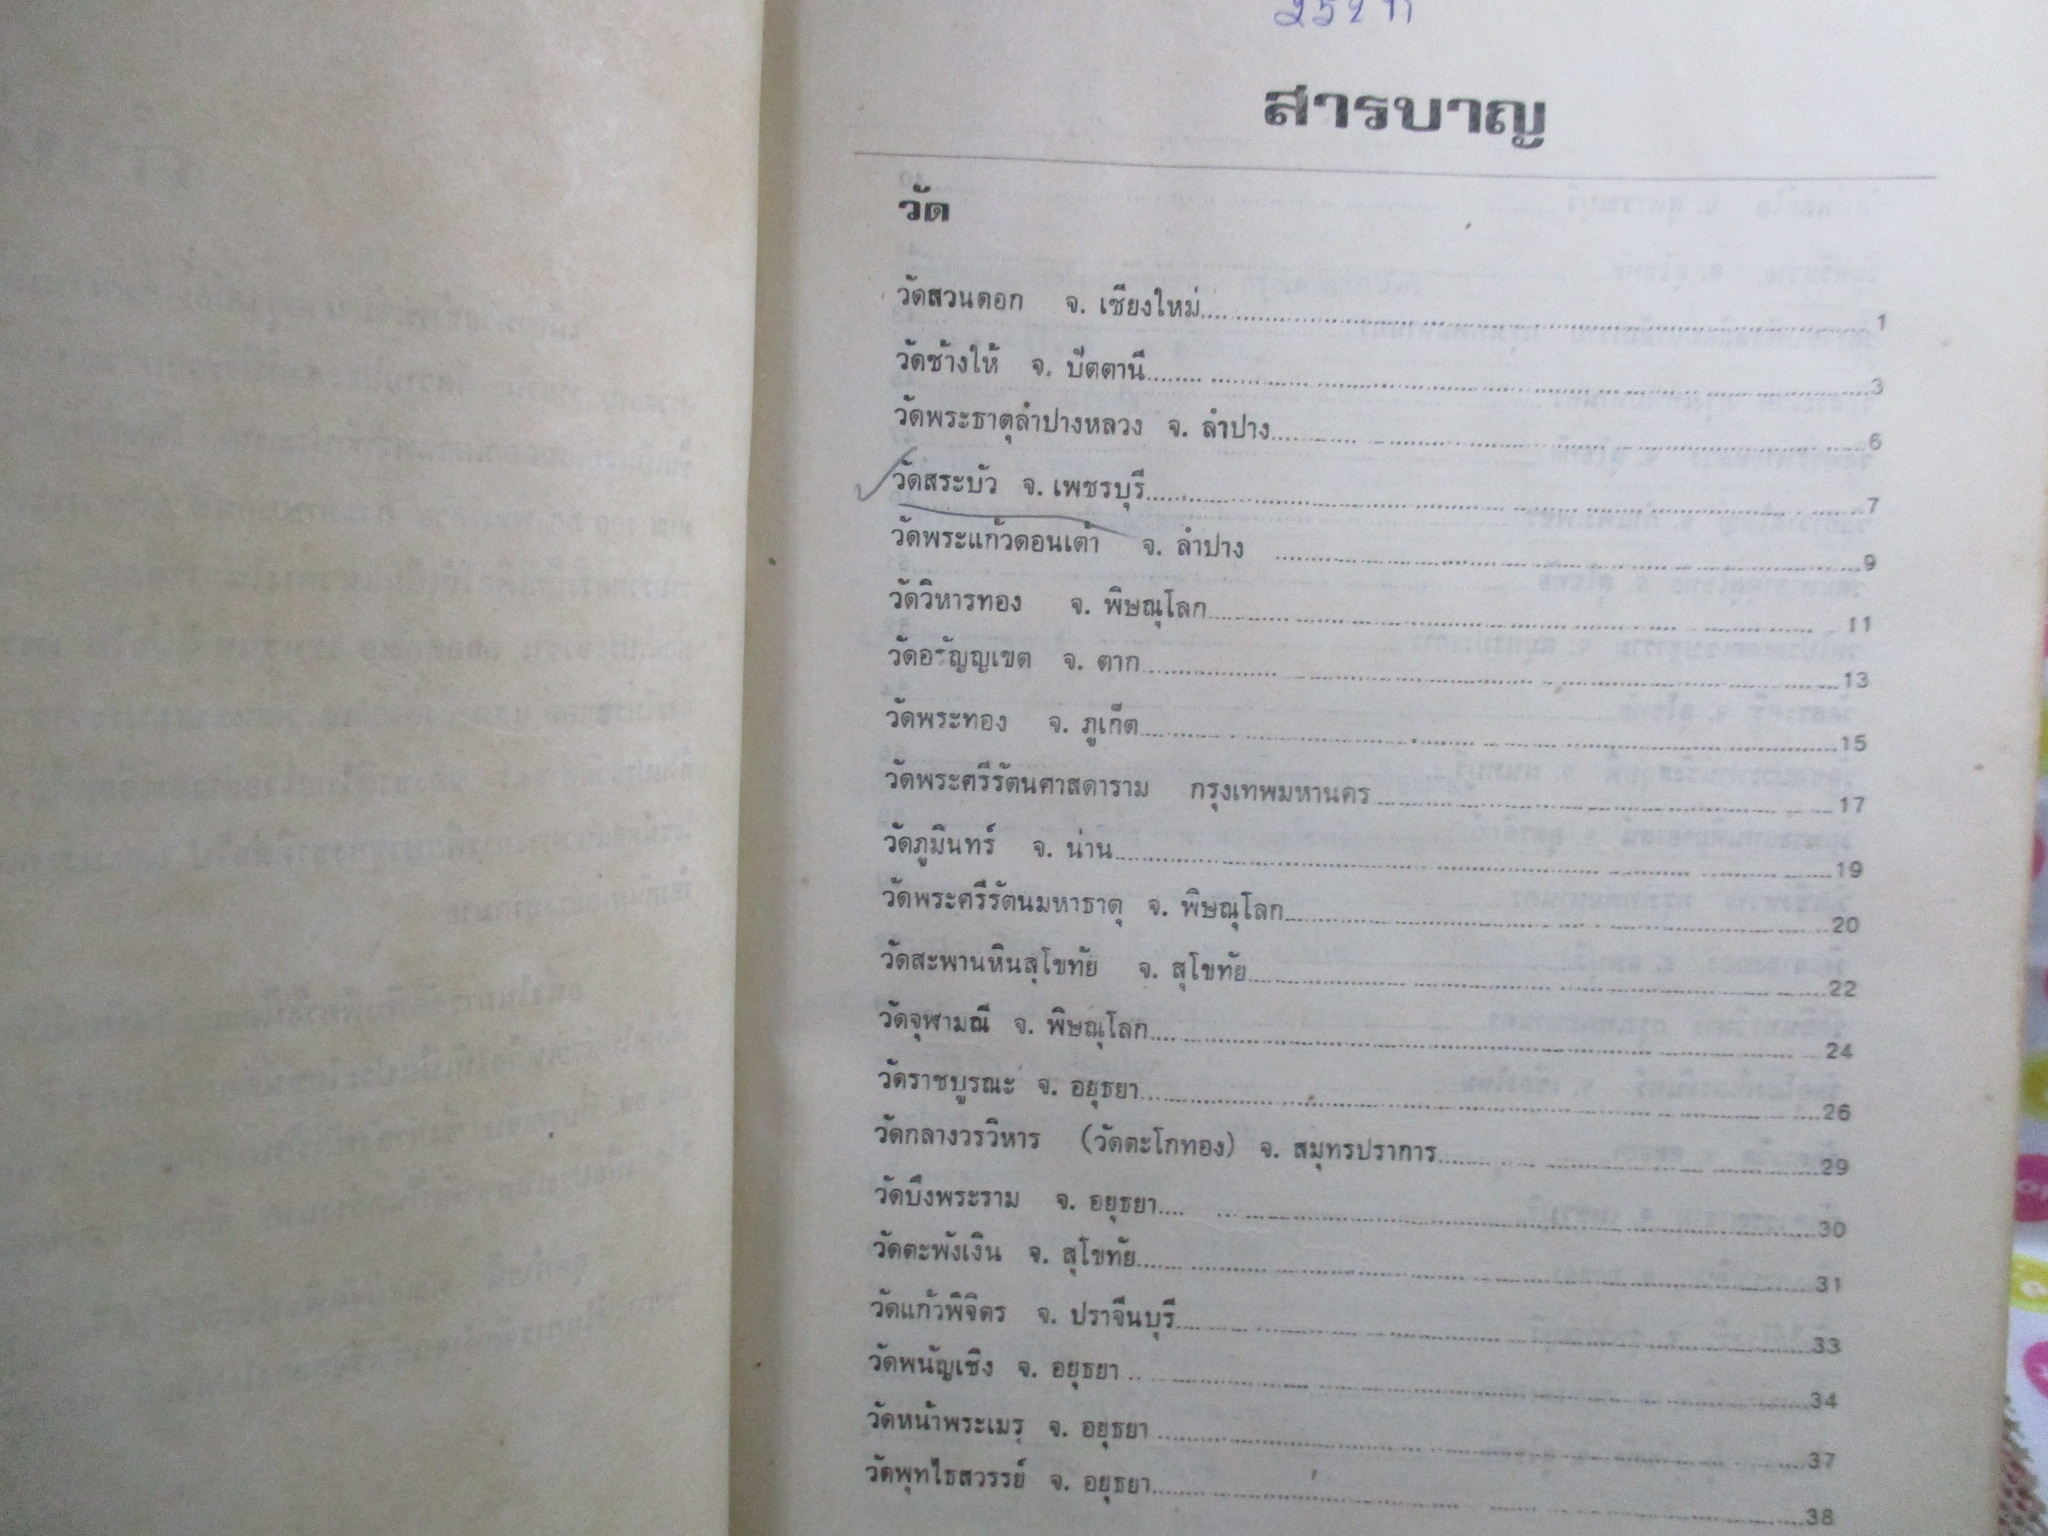 สารบาญ
วัด
วัดสวนดอก จ. เชียงใหม่ 1
วัดช้างให้ จ. ปัตตานี 3
วัดพระธาตุลำปางหลวง จ. ลำปาง 6
วัดสระบัว จ. เพชรบุรี 7
วัดพระแก้วดอนเต้า จ. ลำปาง 9
วัดวิหารทอง จ. พิษณุโลก 11
วัดอรัญญเขต จ. ตาก 13
วัดพระทอง จ. ภูเก็ต 15
วัดพระศรีรัตนศาสดาราม กรุงเทพมหานคร 17
วัดภูมินทร์ จ. น่าน 19
วัดพระศรีรัตนมหาธาตุ จ. พิษณุโลก 20
วัดสะพานหินสุโขทัย จ. สุโขทัย 22
วัดจุฬามณี จ. พิษณุโลก 24
วัดราชบูรณะ จ. อยุธยา 26
วัดกลางวรวิหาร (วัดตะโกทอง) จ. สมุทรปราการ 29
วัดบึงพระราม จ. อยุธยา 30
วัดตะพังเงิน จ. สุโขทัย 31
วัดแก้วพิจิตร จ. ปราจีนบุรี 33
วัดพนัญเชิง จ. อยุธยา 34
วัดหน้าพระเมรุ จ. อยุธยา 37
วัดพุทไธสวรรย์ จ. อยุธยา 38